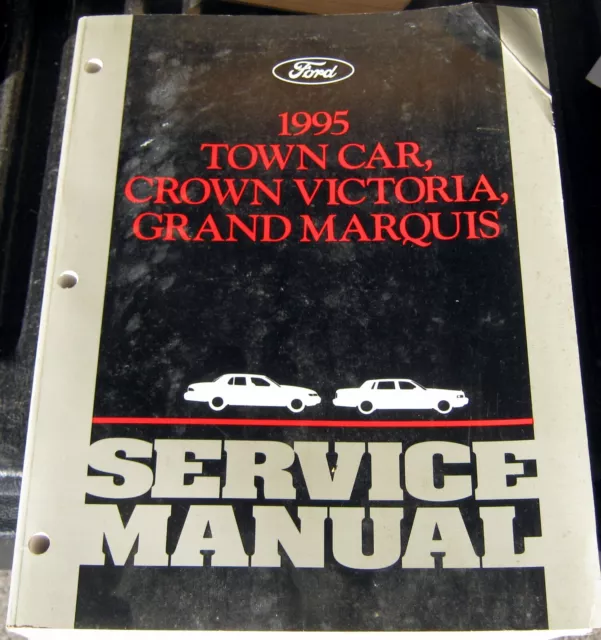 Ford
1995
TOWN CAR,
CROWN VICTORIA,
GRAND MARQUIS
SERVICE
MANUAL